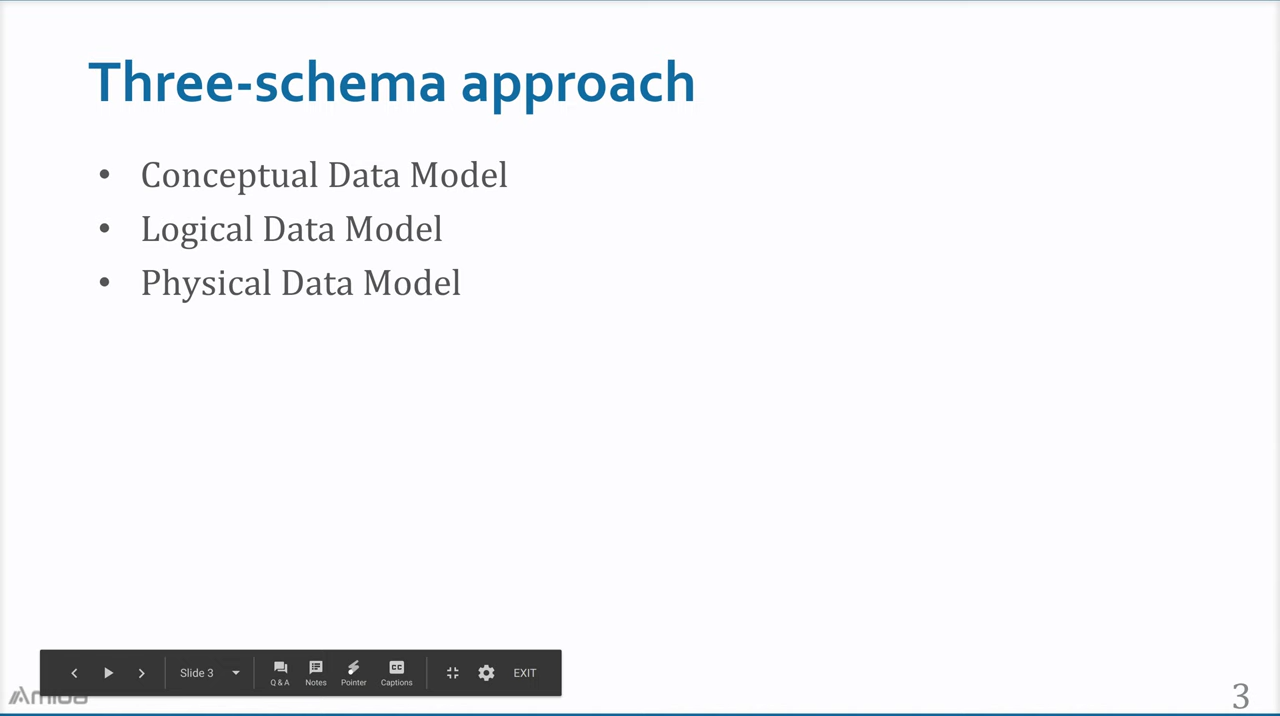 Three-schema approach
• Conceptual Data Model
• Logical Data Model
• Physical Data Model
Slide 3
Q & A
Notes
Pointer
Captions
EXIT
3